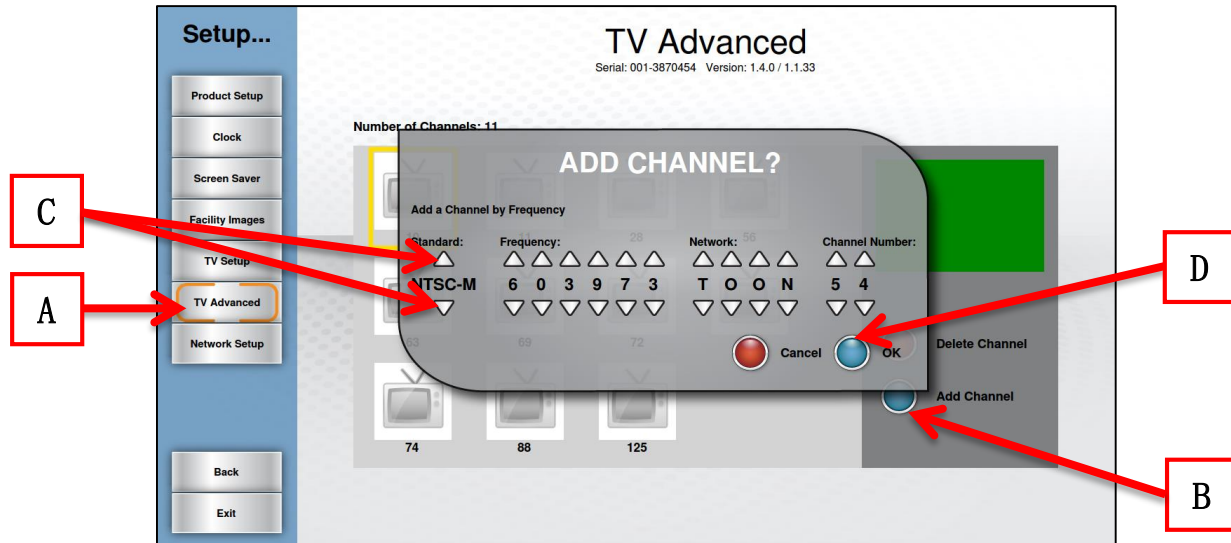 Setup...
Product Setup
Clock
Screen Saver
Facility Images
TV Setup
TV Advanced
Network Setup
Back
Exit
TV Advanced
Serial: 001-3870454 Version: 1.4.0 / 1.1.33
Number of Channels: 11
ADD CHANNEL?
Add a Channel by Frequency
10 11 28 56
Standard: Frequency: Network: Channel Number:
NTSC-M 6 0 3 9 7 3 T O O N 5 4
63 69 72
Cancel OK
Delete Channel
Add Channel
74 88 125
A
B
C
D